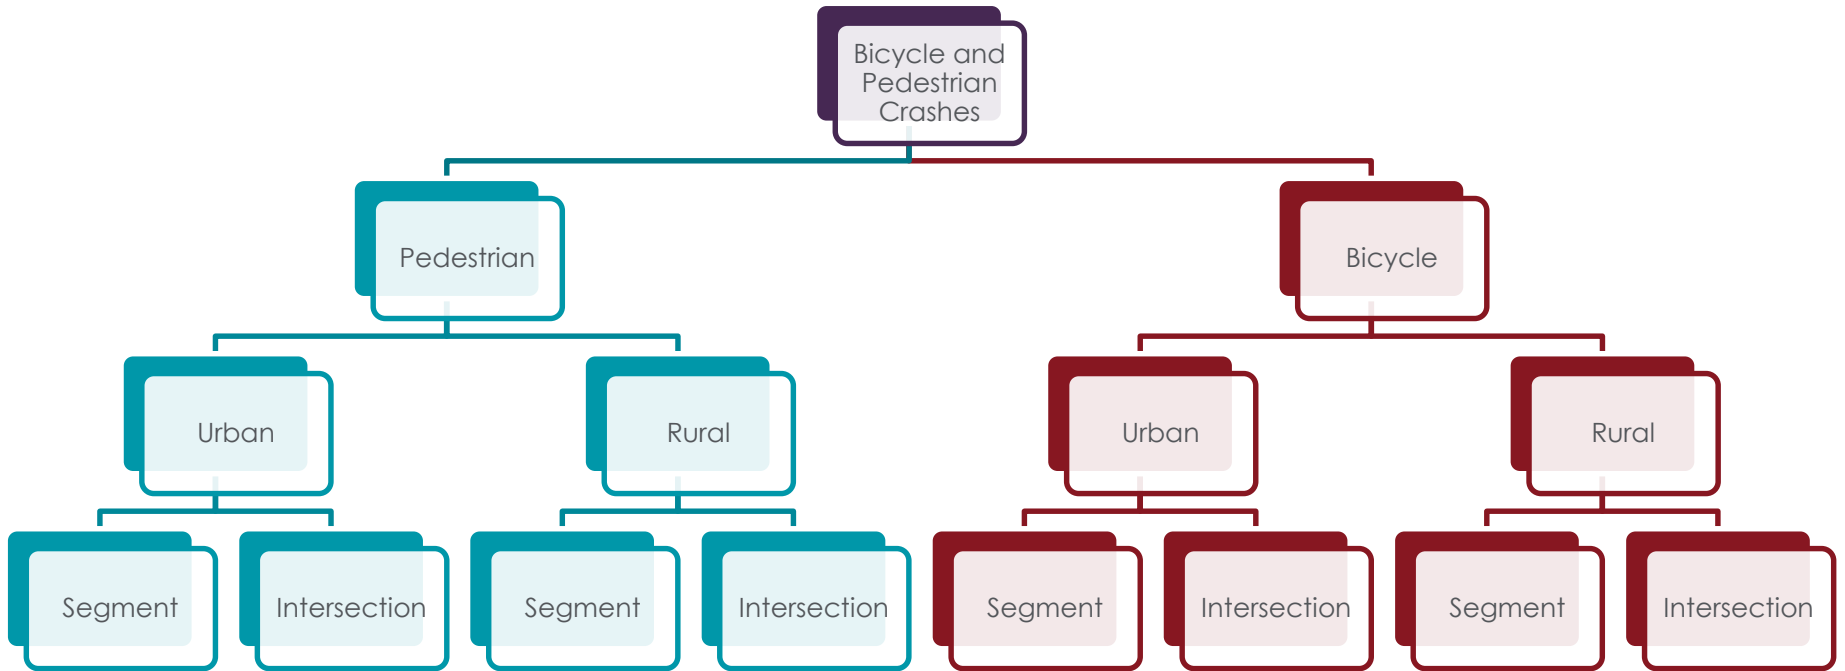 Bicycle and
Pedestrian
Crashes
Pedestrian
Bicycle
Urban
Rural
Urban
Rural
Segment
Intersection
Segment
Intersection
Segment
Intersection
Segment
Intersection